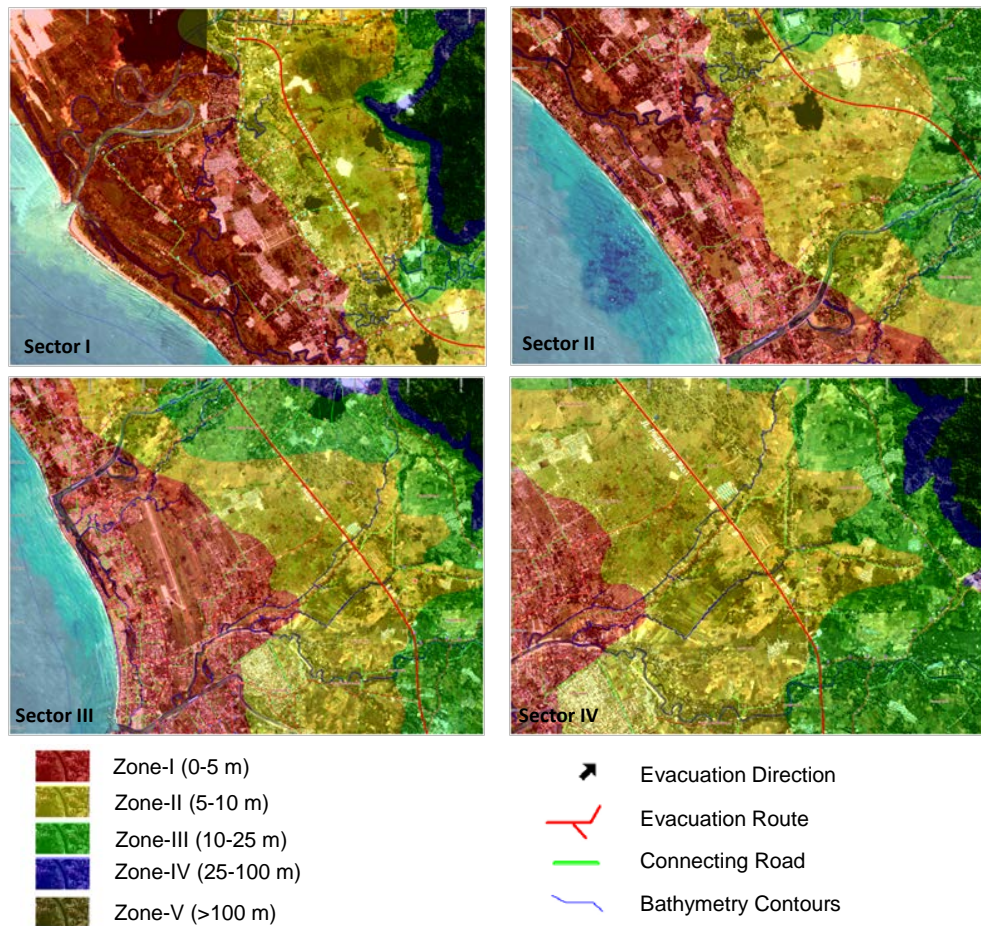 Sector I
Sector II
Sector III
Sector IV
Zone-I (0-5 m)
Zone-II (5-10 m)
Zone-III (10-25 m)
Zone-IV (25-100 m)
Zone-V (>100 m)
Evacuation Direction
Evacuation Route
Connecting Road
Bathymetry Contours